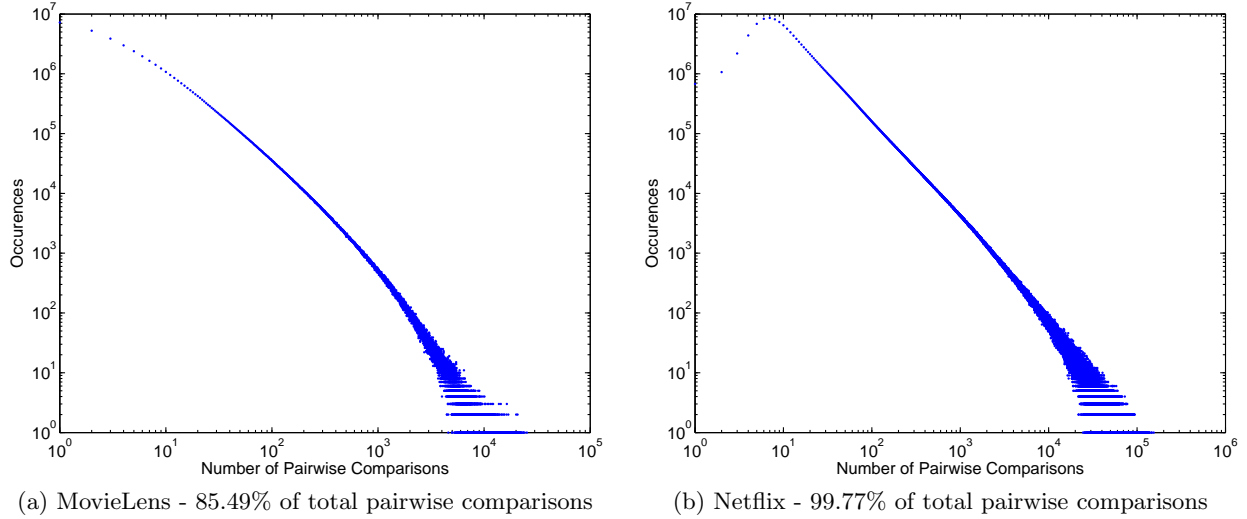 10^7
10^6
10^5
10^4
10^3
10^2
10^1
10^0
Occurences
10^0 10^1 10^2 10^3 10^4 10^5
Number of Pairwise Comparisons
(a) MovieLens - 85.49% of total pairwise comparisons
10^7
10^6
10^5
10^4
10^3
10^2
10^1
10^0
Occurences
10^0 10^1 10^2 10^3 10^4 10^5 10^6
Number of Pairwise Comparisons
(b) Netflix - 99.77% of total pairwise comparisons